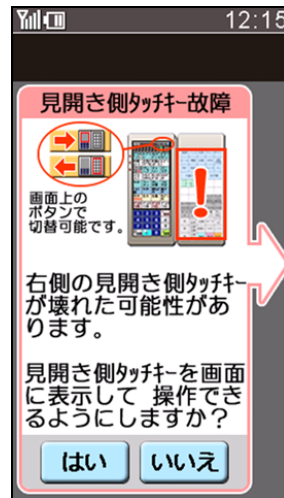 12:15
見開き側ﾀｯﾁｷｰ故障
画面上の
ボタンで
切替可能です。
右側の見開き側ﾀｯﾁｷｰ
が壊れた可能性があ
ります。
見開き側ﾀｯﾁｷｰを画面
に表示して 操作でき
るようにしますか？
はい
いいえ